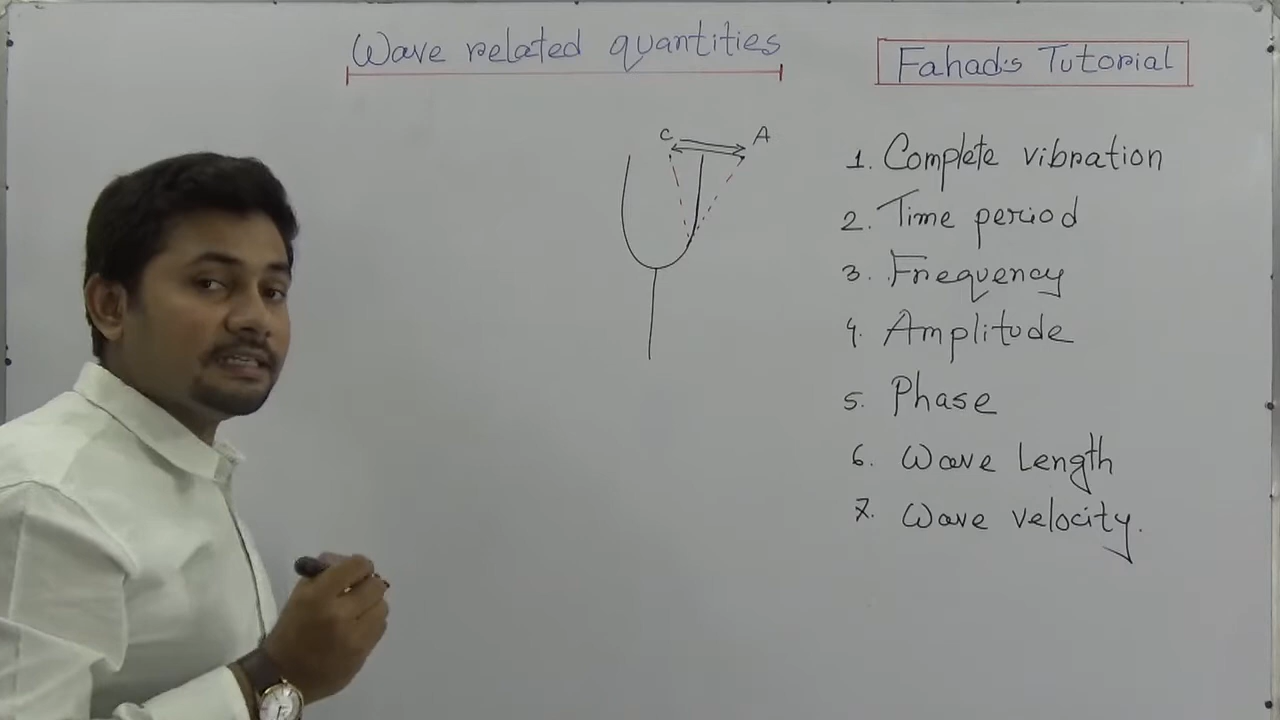 Wave related quantities
Fahad's Tutorial
C A
1. Complete vibration
2. Time period
3. Frequency
4. Amplitude
5. Phase
6. Wave Length
7. Wave velocity.